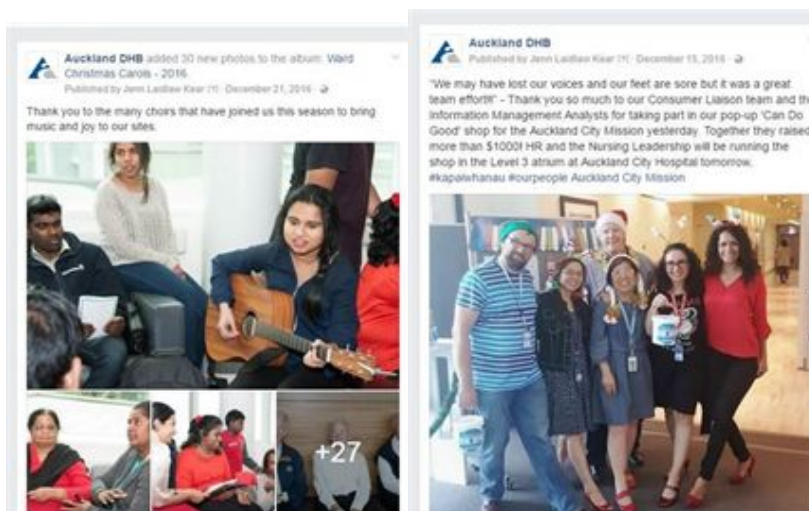 Auckland DHB added 30 new photos to the album: Ward
Christmas Carols - 2016.
Published by Jenn Laidlaw Kear · December 21, 2016 ·
Thank you to the many choirs that have joined us this season to bring
music and joy to our sites.
+27
Auckland DHB
Published by Jenn Laidlaw Kear · December 15, 2016 ·
"We may have lost our voices and our feet are sore but it was a great
team effort!!!" - Thank you so much to our Consumer Liaison team and the
Information Management Analysts for taking part in our pop-up 'Can Do
Good' shop for the Auckland City Mission yesterday. Together they raised
more than $1000! HR and the Nursing Leadership will be running the
shop in the Level 3 atrium at Auckland City Hospital tomorrow.
#kapaiwhanau #ourpeople Auckland City Mission